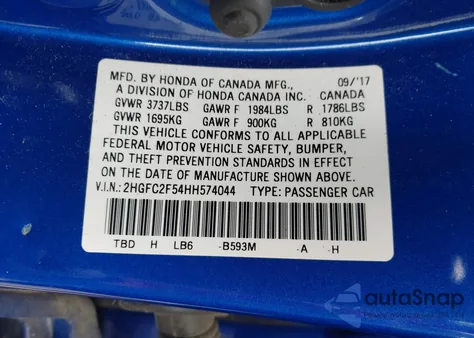 MFD. BY HONDA OF CANADA MFG., 09/'17
A DIVISION OF HONDA CANADA INC. CANADA
GVWR 3737LBS GAWR F 1984LBS R 1786LBS
GVWR 1695KG GAWR F 900KG R 810KG
THIS VEHICLE CONFORMS TO ALL APPLICABLE
FEDERAL MOTOR VEHICLE SAFETY, BUMPER,
AND THEFT PREVENTION STANDARDS IN EFFECT
ON THE DATE OF MANUFACTURE SHOWN ABOVE.
V.I.N.: 2HGFC2F54HH574044 TYPE: PASSENGER CAR
TBD H LB6 -B593M -A -H
autoSnap